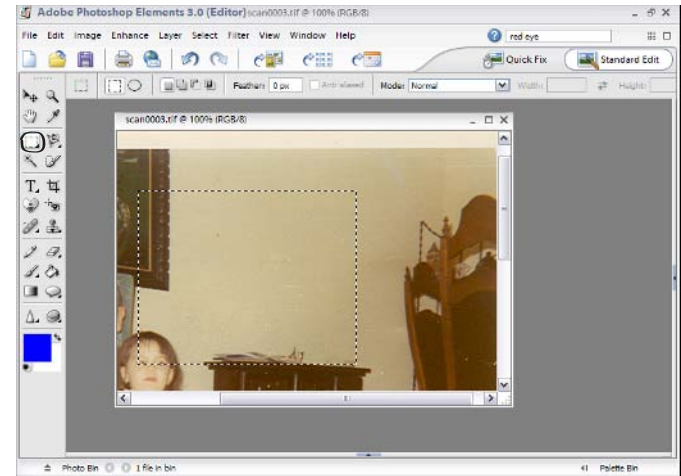 Adobe Photoshop Elements 3.0 (Editor) scan0003.tif @ 100% (RGB/8)
File Edit Image Enhance Layer Select Filter View Window Help
red eye
Quick Fix
Standard Edit
Feather: 0 px
Anti-aliased
Mode: Normal
Width:
Height:
scan0003.tif @ 100% (RGB/8)
T
Photo Bin
1 file in bin
Palette Bin